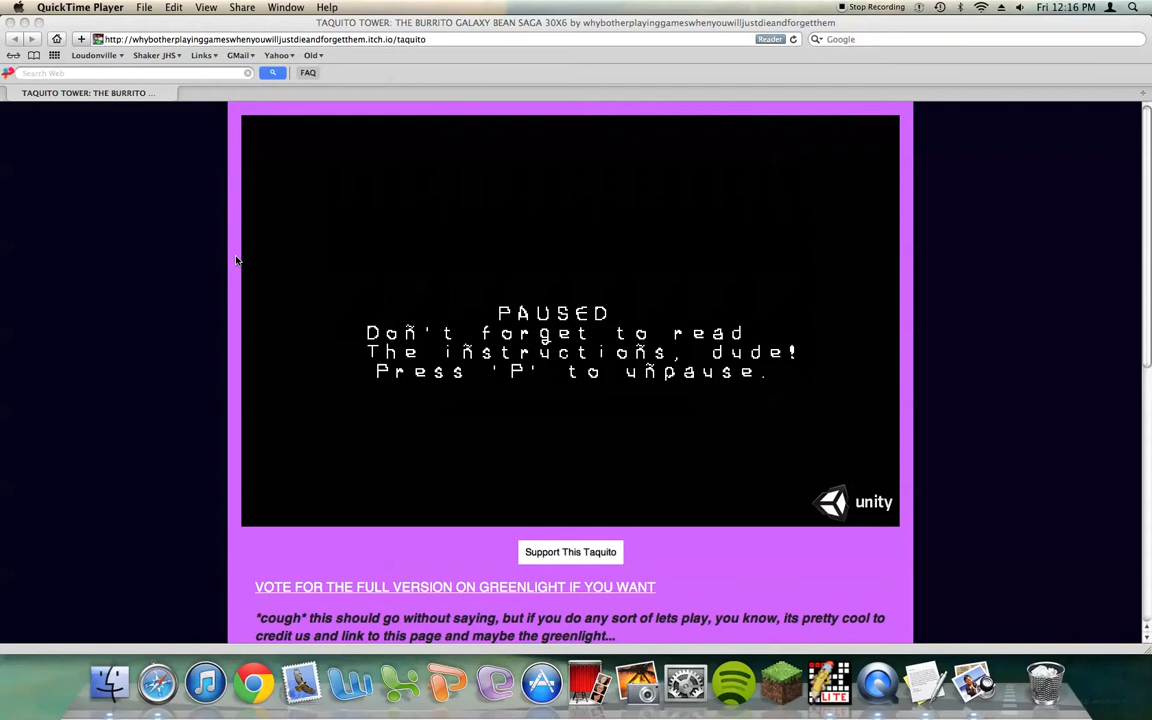 QuickTime Player File Edit View Share Window Help Stop Recording Fri 12:16 PM
TAQUITO TOWER: THE BURRITO GALAXY BEAN SAGA 30X6 by whybotherplayinggameswhenyouwilljustdieandforgetthem
http://whybotherplayinggameswhenyouwilljustdieandforgetthem.itch.io/taquito Reader Google
Loudonville Shaker JHS Links GMail Yahoo Old
Search Web FAQ
TAQUITO TOWER: THE BURRITO ...
PAUSED
Doñ't forget to read
The iñstructioñs, dude!
Press 'P' to uñpause.
unity
Support This Taquito
VOTE FOR THE FULL VERSION ON GREENLIGHT IF YOU WANT
*cough* this should go without saying, but if you do any sort of lets play, you know, its pretty cool to
credit us and link to this page and maybe the greenlight...
LITE